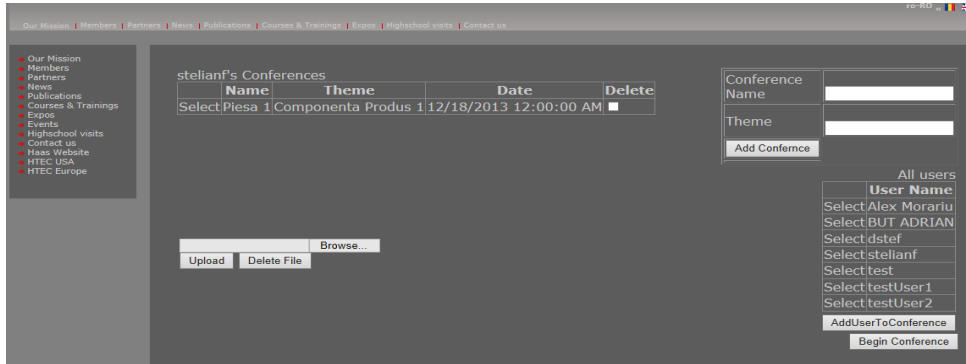 ro-RO
Our Mission | Members | Partners | News | Publications | Courses & Trainings | Expos | Highschool visits | Contact us
Our Mission
Members
Partners
News
Publications
Courses & Trainings
Expos
Events
Highschool visits
Contact us
Haas Website
HTEC USA
HTEC Europe
stelianf's Conferences
Name Theme Date Delete
Select Piesa 1 Componenta Produs 1 12/18/2013 12:00:00 AM
Browse...
Upload Delete File
Conference Name
Theme
Add Confernce
All users
User Name
Select Alex Morariu
Select BUT ADRIAN
Select dstef
Select stelianf
Select test
Select testUser1
Select testUser2
AddUserToConference
Begin Conference